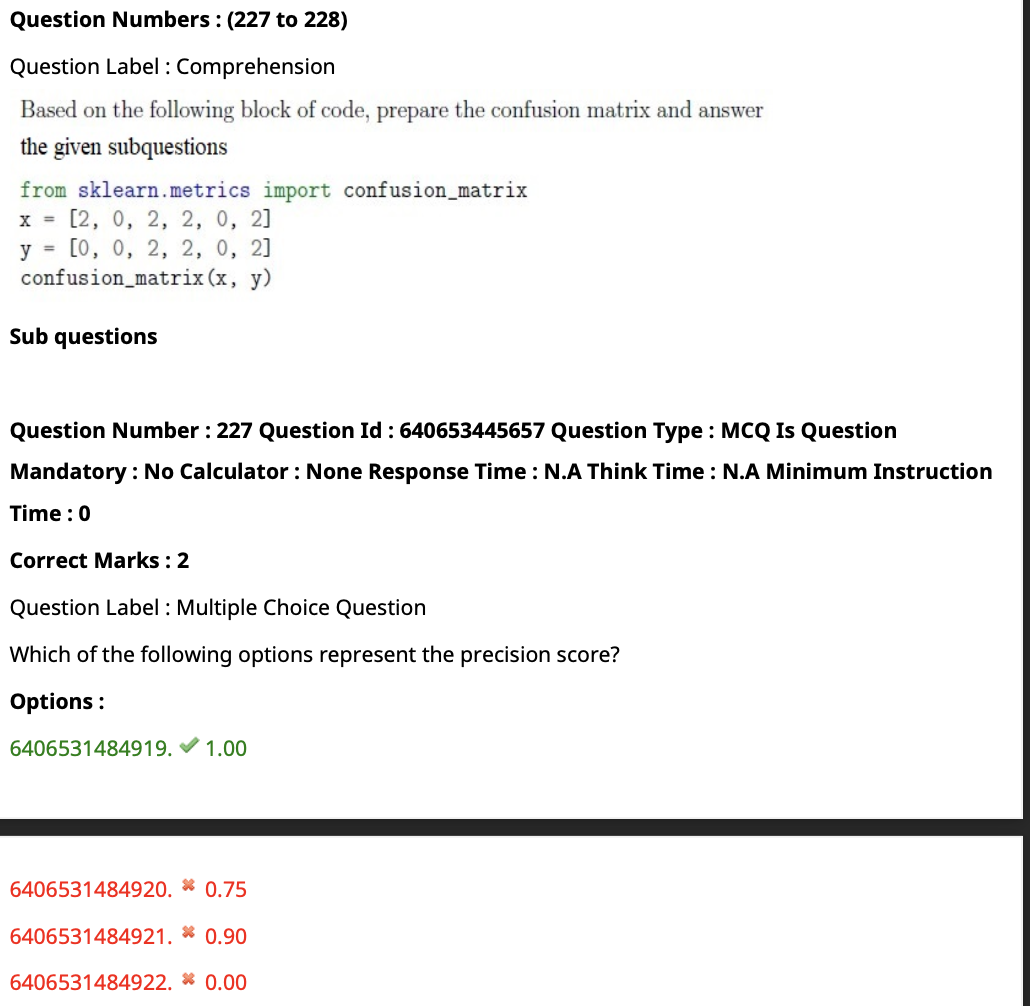 Question Numbers : (227 to 228)
Question Label : Comprehension
Based on the following block of code, prepare the confusion matrix and answer
the given subquestions
from sklearn.metrics import confusion_matrix
x = [2, 0, 2, 2, 0, 2]
y = [0, 0, 2, 2, 0, 2]
confusion_matrix(x, y)
Sub questions
Question Number : 227 Question Id : 640653445657 Question Type : MCQ Is Question
Mandatory : No Calculator : None Response Time : N.A Think Time : N.A Minimum Instruction
Time : 0
Correct Marks : 2
Question Label : Multiple Choice Question
Which of the following options represent the precision score?
Options :
6406531484919. ✔ 1.00
6406531484920. ✖ 0.75
6406531484921. ✖ 0.90
6406531484922. ✖ 0.00